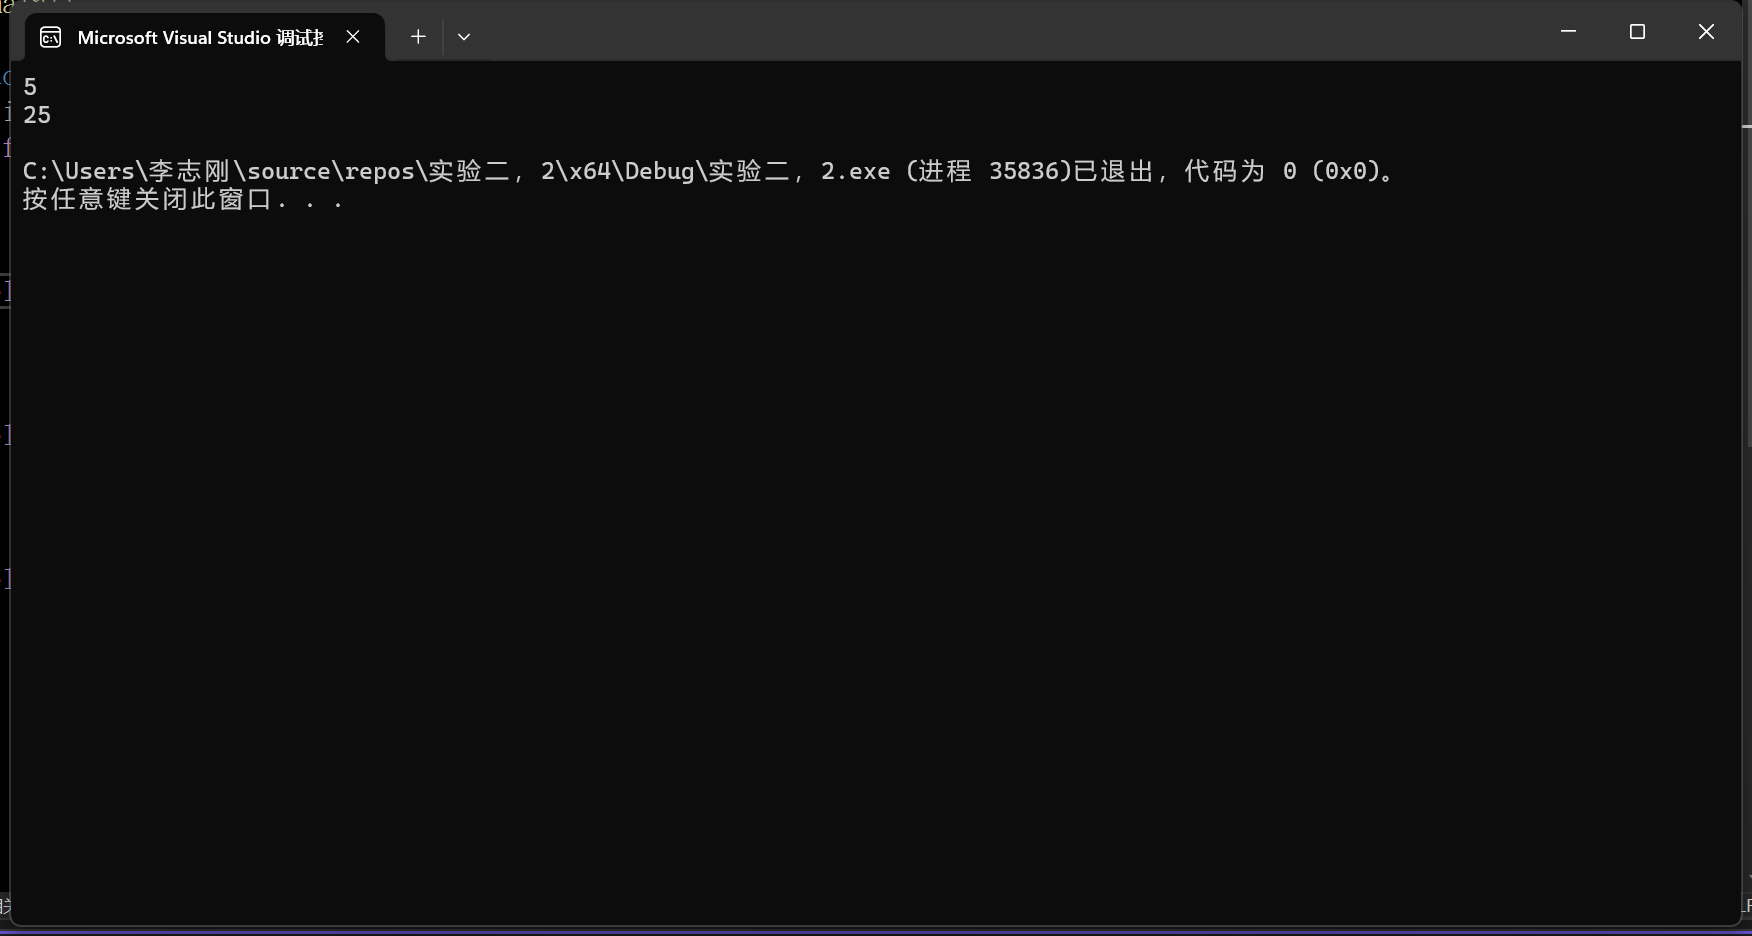 Microsoft Visual Studio 调试
5
25
C:\Users\李志刚\source\repos\实验二, 2\x64\Debug\实验二, 2.exe (进程 35836)已退出, 代码为 0 (0x0)。
按任意键关闭此窗口. . .